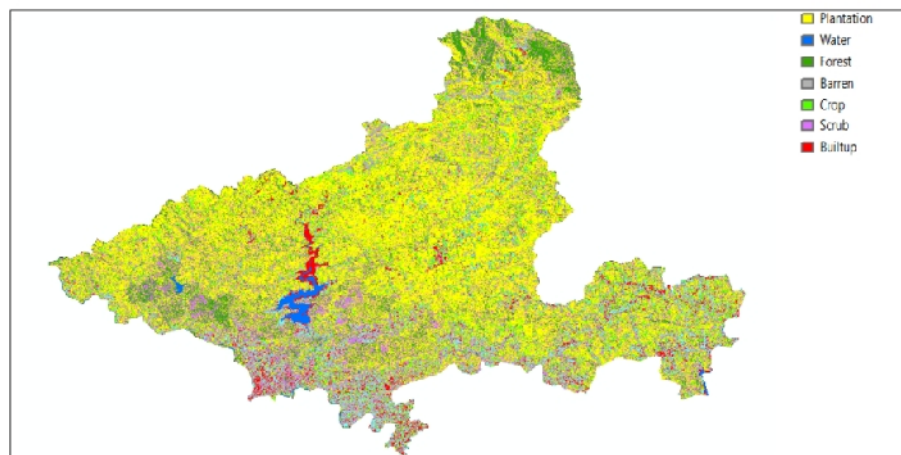 Plantation
Water
Forest
Barren
Crop
Scrub
Builtup